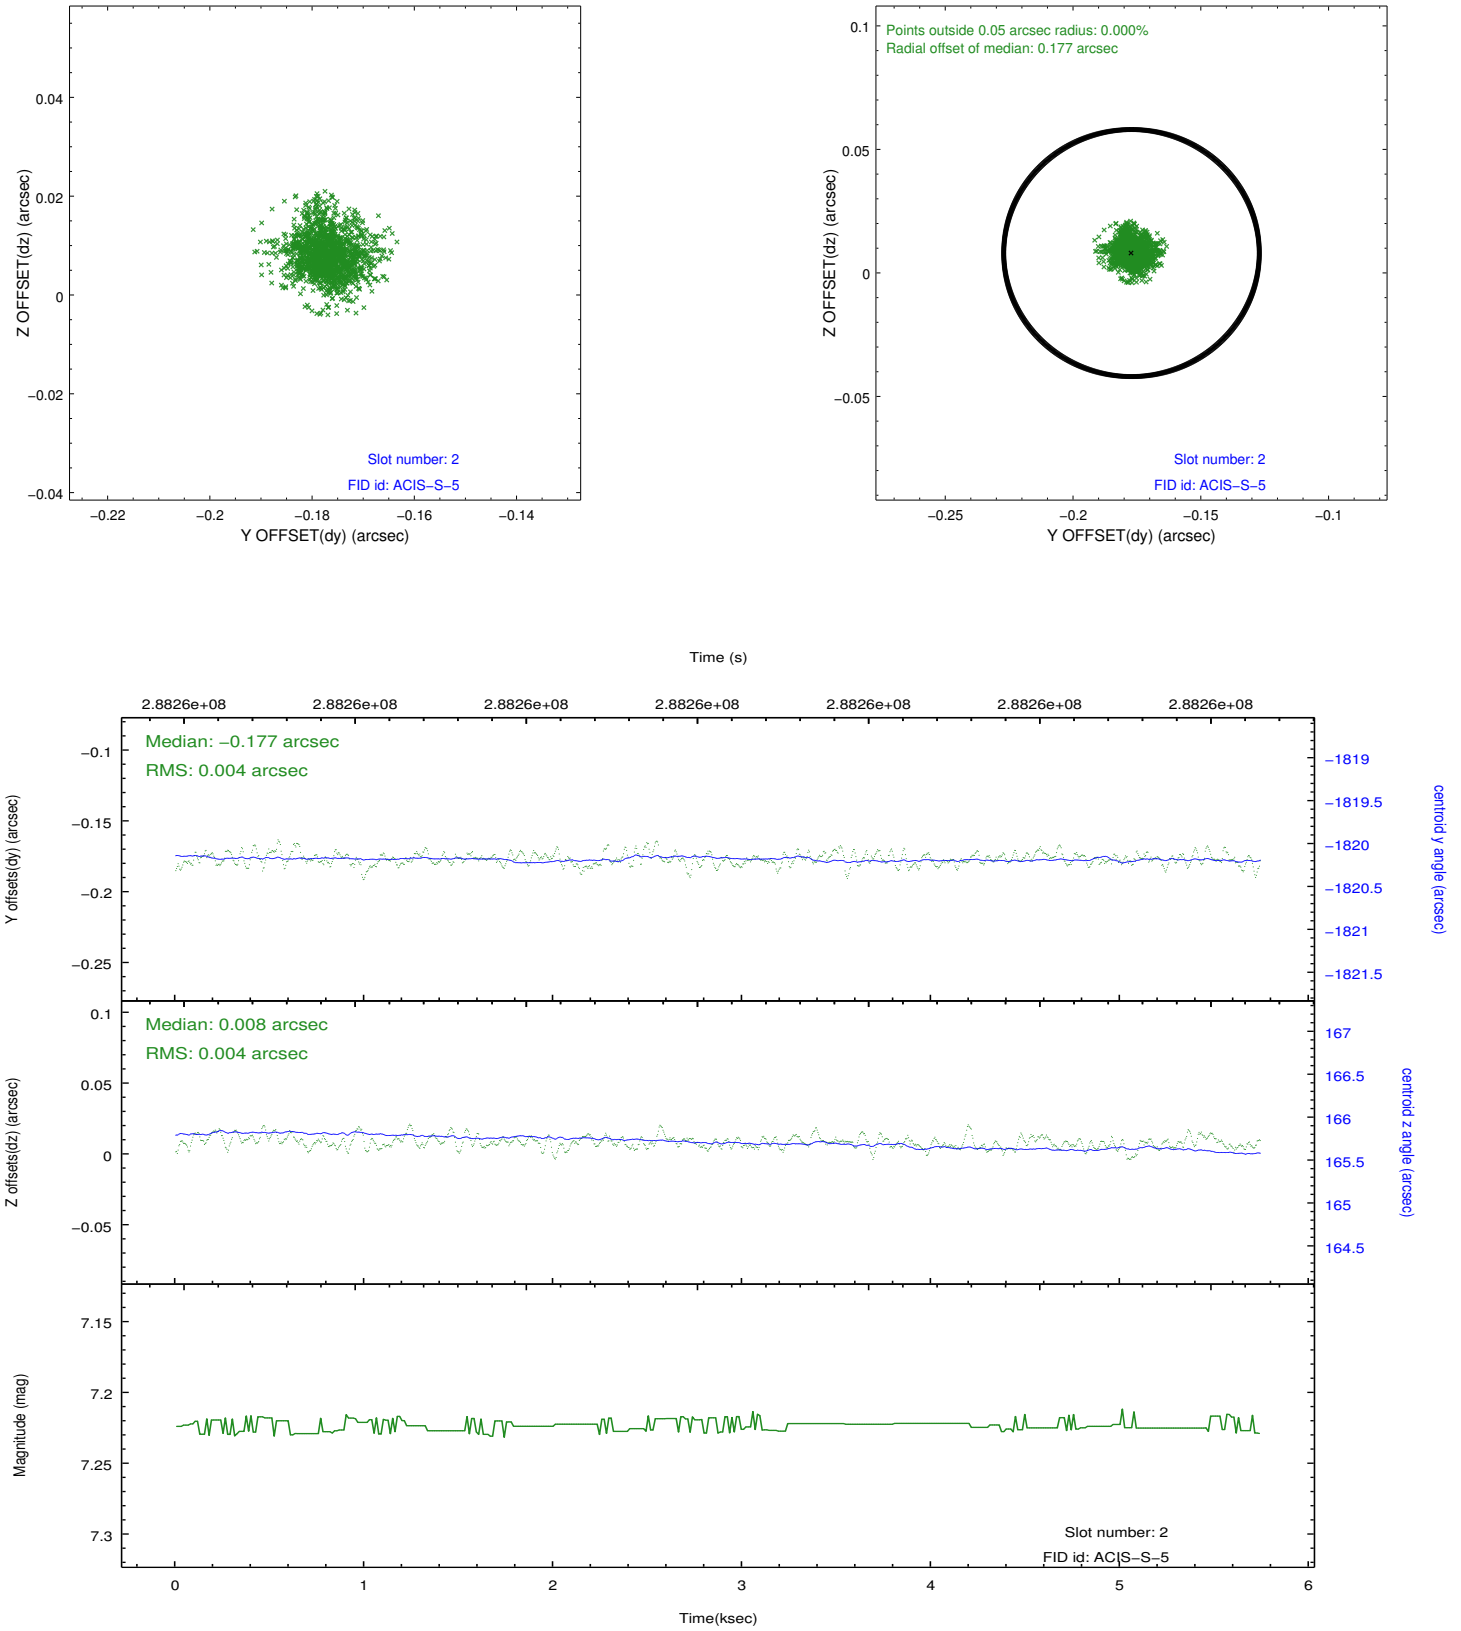 0.04
0.02
0
−0.02
−0.04
Z OFFSET(dz) (arcsec)
Slot number: 2
FID id: ACIS−S−5
−0.22
−0.2
−0.18
−0.16
−0.14
Y OFFSET(dy) (arcsec)
Points outside 0.05 arcsec radius: 0.000%
Radial offset of median: 0.177 arcsec
0.1
0.05
0
−0.05
Z OFFSET(dz) (arcsec)
Slot number: 2
FID id: ACIS−S−5
−0.25
−0.2
−0.15
−0.1
Y OFFSET(dy) (arcsec)
Time (s)
2.8826e+08
2.8826e+08
2.8826e+08
2.8826e+08
2.8826e+08
2.8826e+08
2.8826e+08
Median: −0.177 arcsec
RMS: 0.004 arcsec
−0.1
−0.15
−0.2
−0.25
Y offsets(dy) (arcsec)
−1819
−1819.5
−1820
−1820.5
−1821
−1821.5
centroid y angle (arcsec)
Median: 0.008 arcsec
RMS: 0.004 arcsec
0.1
0.05
0
−0.05
Z offsets(dz) (arcsec)
167
166.5
166
165.5
165
164.5
centroid z angle (arcsec)
7.15
7.2
7.25
7.3
Magnitude (mag)
Slot number: 2
FID id: ACIS−S−5
0
1
2
3
4
5
6
Time(ksec)